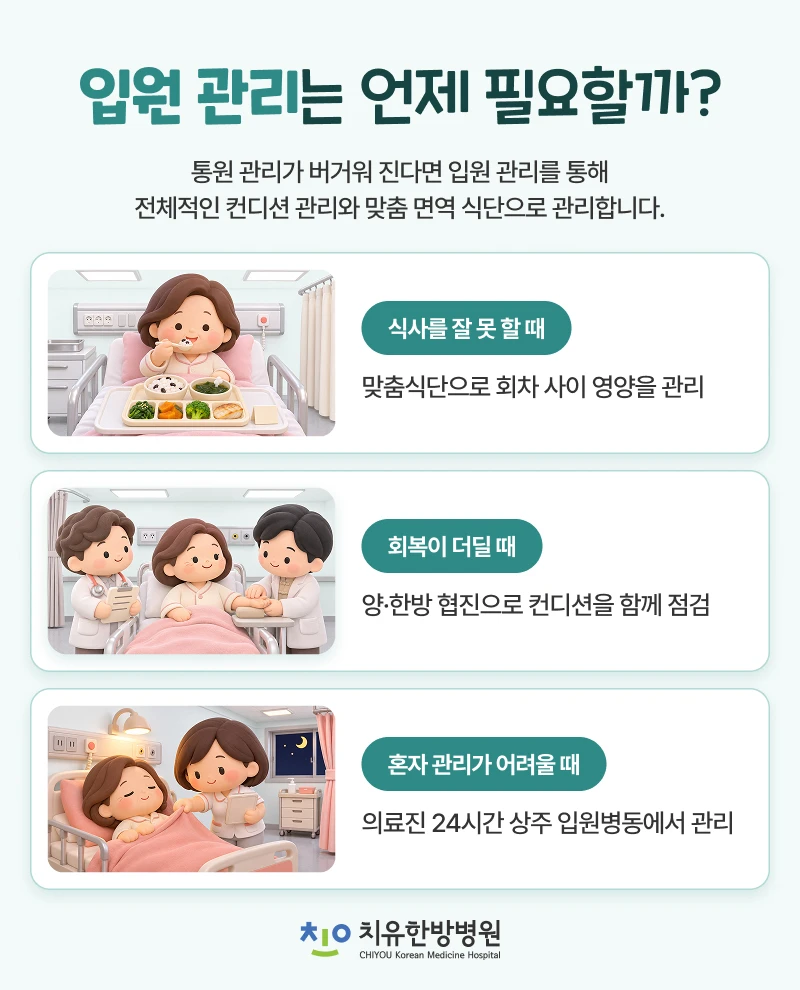 입원 관리는 언제 필요할까?
통원 관리가 버거워 진다면 입원 관리를 통해
전체적인 컨디션 관리와 맞춤 면역 식단으로 관리합니다.
식사를 잘 못 할 때
맞춤식단으로 회차 사이 영양을 관리
회복이 더딜 때
양·한방 협진으로 컨디션을 함께 점검
혼자 관리가 어려울 때
의료진 24시간 상주 입원병동에서 관리
치유 치유한방병원
CHIYOU Korean Medicine Hospital